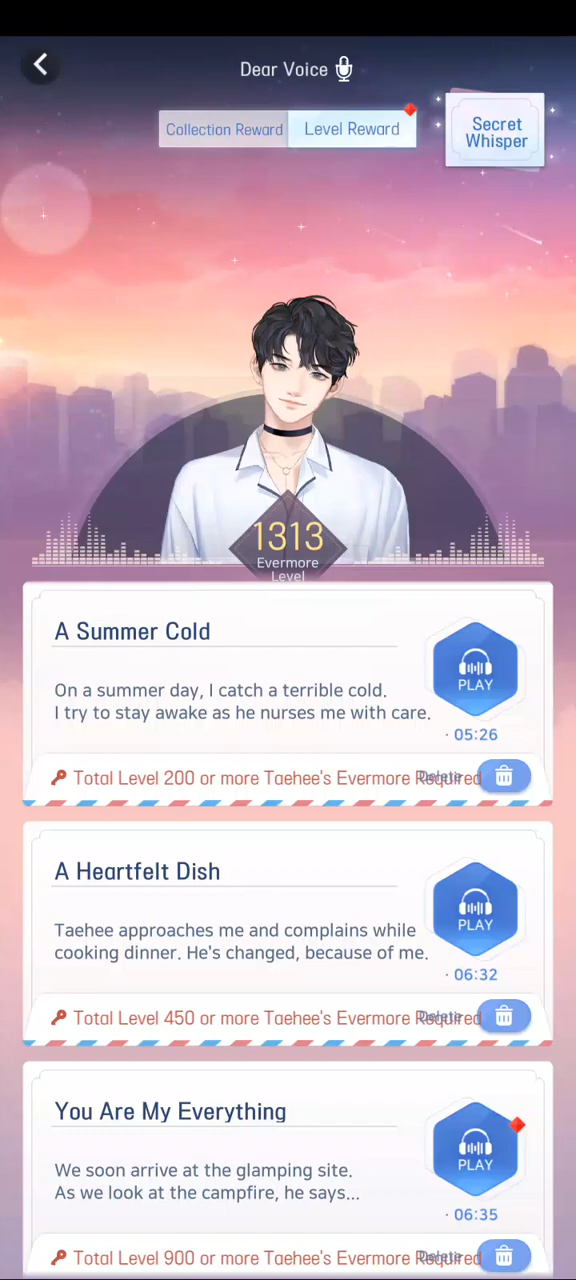 Dear Voice
Collection Reward
Level Reward
Secret
Whisper
1313
Evermore
Level
A Summer Cold
On a summer day, I catch a terrible cold.
I try to stay awake as he nurses me with care.
PLAY
· 05:26
Total Level 200 or more Taehee's Evermore Required
Delete
A Heartfelt Dish
Taehee approaches me and complains while
cooking dinner. He's changed, because of me.
PLAY
· 06:32
Total Level 450 or more Taehee's Evermore Required
Delete
You Are My Everything
We soon arrive at the glamping site.
As we look at the campfire, he says...
PLAY
· 06:35
Total Level 900 or more Taehee's Evermore Required
Delete